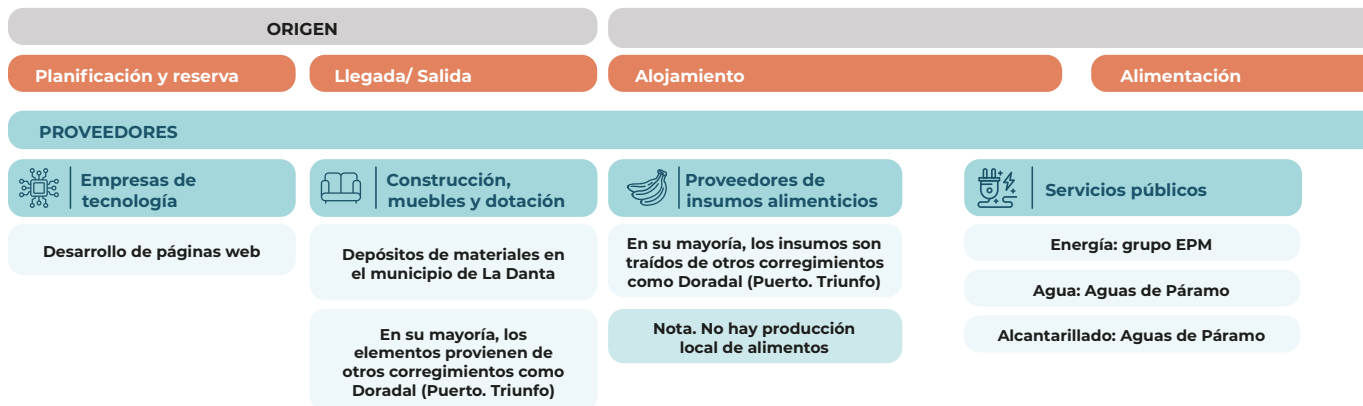 ORIGEN
Planificación y reserva
Llegada/ Salida
Alojamiento
Alimentación
PROVEEDORES
Empresas de
tecnología
Desarrollo de páginas web
Construcción,
muebles y dotación
Depósitos de materiales en
el municipio de La Danta
En su mayoría, los
elementos provienen de
otros corregimientos como
Doradal (Puerto. Triunfo)
Proveedores de
insumos alimenticios
En su mayoría, los insumos son
traídos de otros corregimientos
como Doradal (Puerto. Triunfo)
Nota. No hay producción
local de alimentos
Servicios públicos
Energía: grupo EPM
Agua: Aguas de Páramo
Alcantarillado: Aguas de Páramo